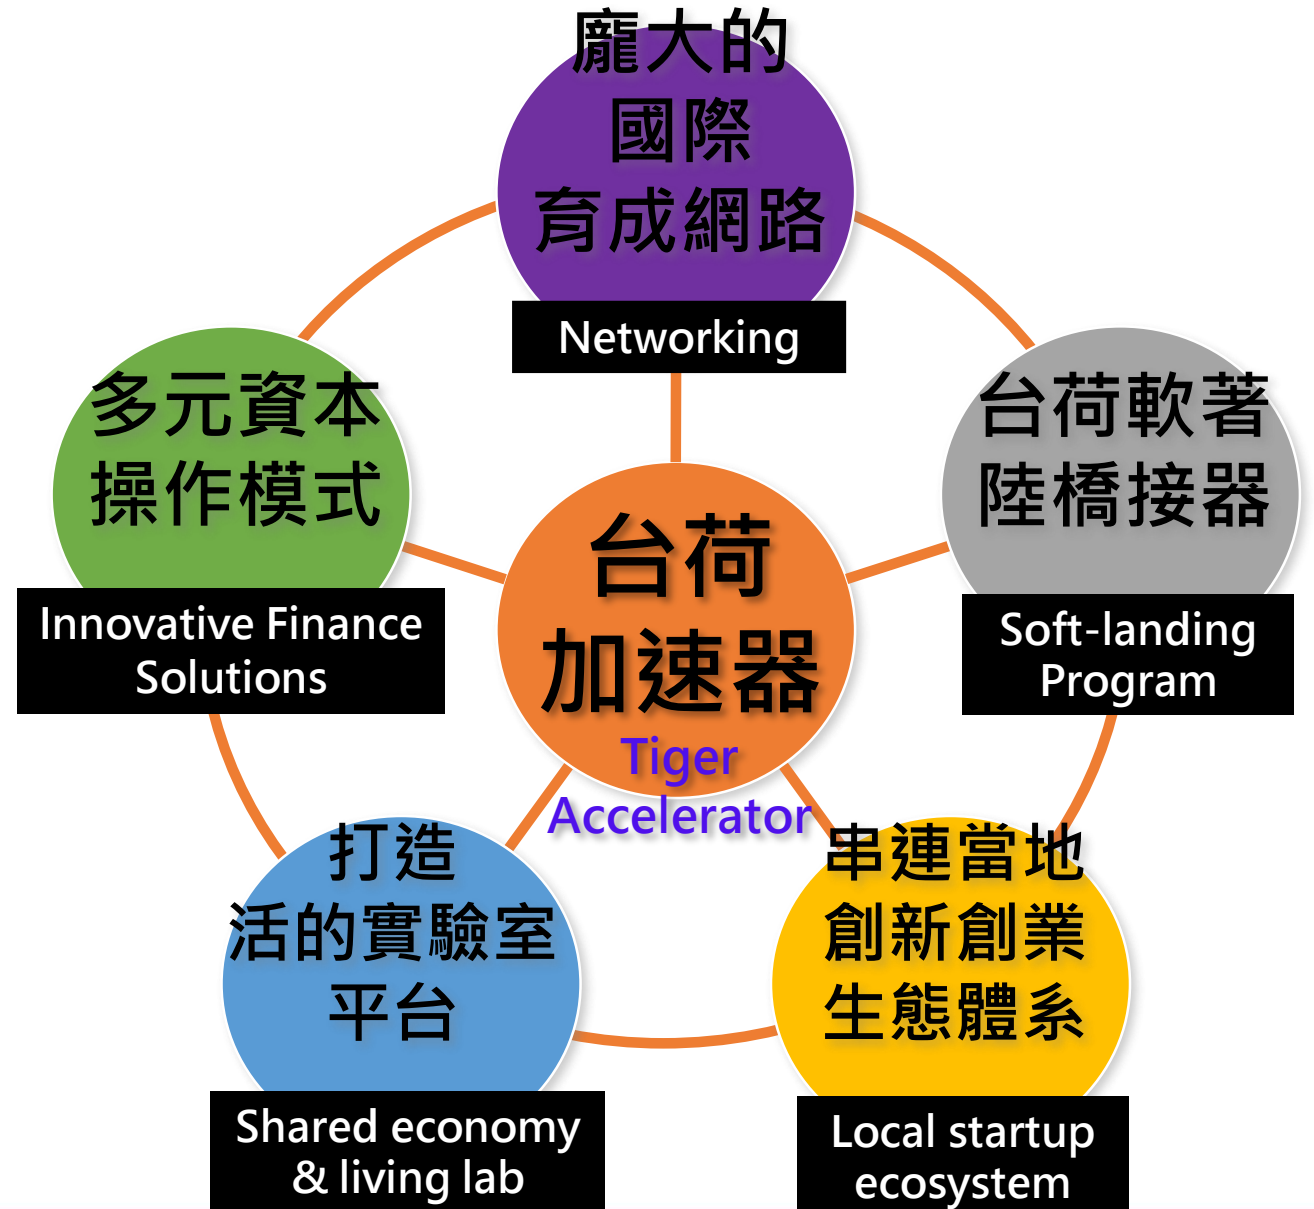 龐大的
國際
育成網路
Networking
多元資本
操作模式
Innovative Finance
Solutions
台荷軟著
陸橋接器
Soft-landing
Program
台荷
加速器
Tiger
Accelerator
打造
活的實驗室
平台
Shared economy
& living lab
串連當地
創新創業
生態體系
Local startup
ecosystem